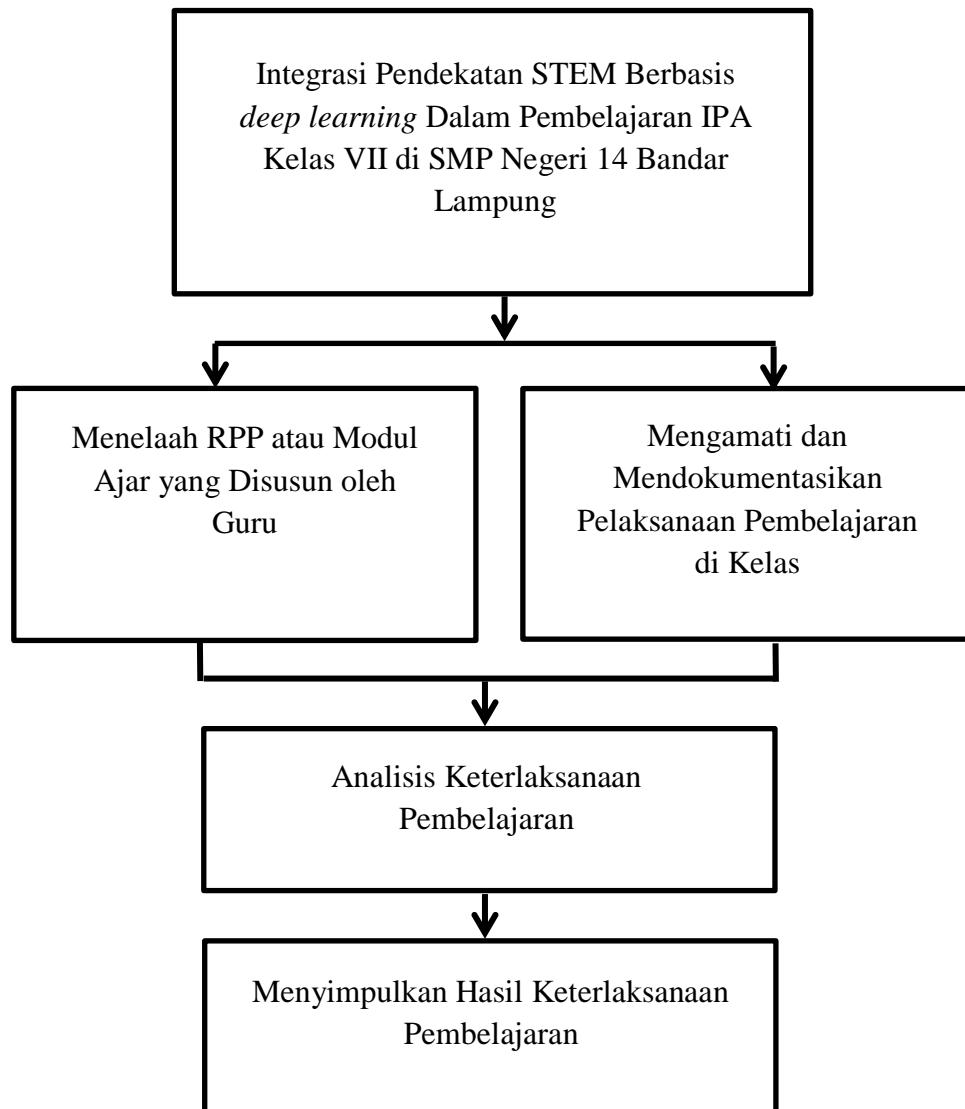 Integrasi Pendekatan STEM Berbasis
deep learning Dalam Pembelajaran IPA
Kelas VII di SMP Negeri 14 Bandar
Lampung
Menelaah RPP atau Modul
Ajar yang Disusun oleh
Guru
Mengamati dan
Mendokumentasikan
Pelaksanaan Pembelajaran
di Kelas
Analisis Keterlaksanaan
Pembelajaran
Menyimpulkan Hasil Keterlaksanaan
Pembelajaran